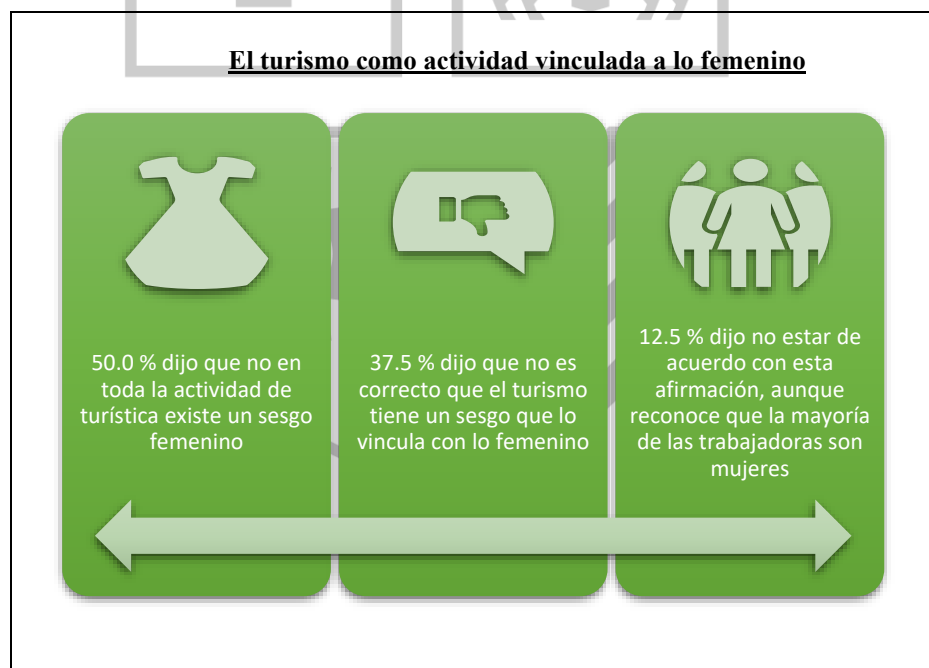 El turismo como actividad vinculada a lo femenino
50.0 % dijo que no en
toda la actividad de
turística existe un sesgo
femenino
37.5 % dijo que no es
correcto que el turismo
tiene un sesgo que lo
vincula con lo femenino
12.5 % dijo no estar de
acuerdo con esta
afirmación, aunque
reconoce que la mayoría
de las trabajadoras son
mujeres